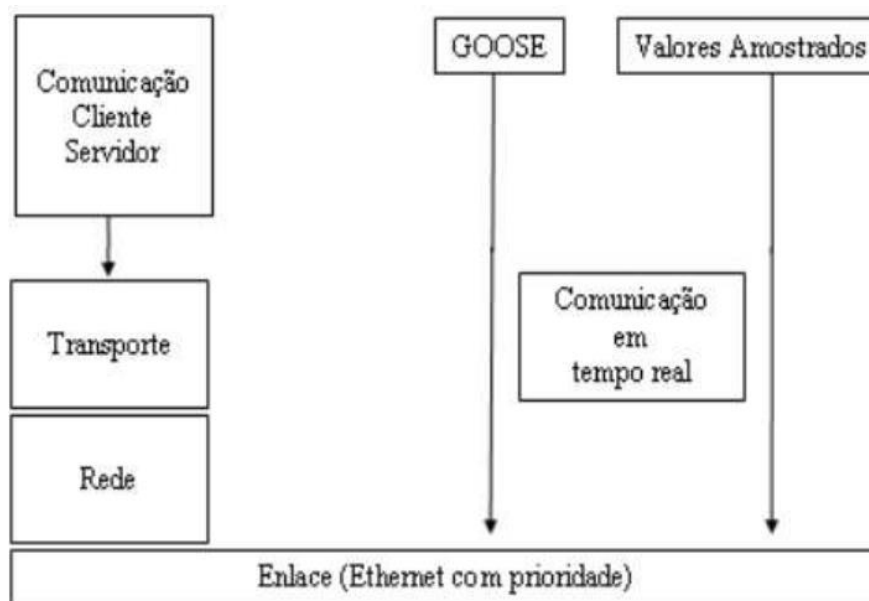 Comunicação
Cliente
Servidor
GOOSE
Valores Amostrados
Comunicação
em
tempo real
Transporte
Rede
Enlace (Ethernet com prioridade)